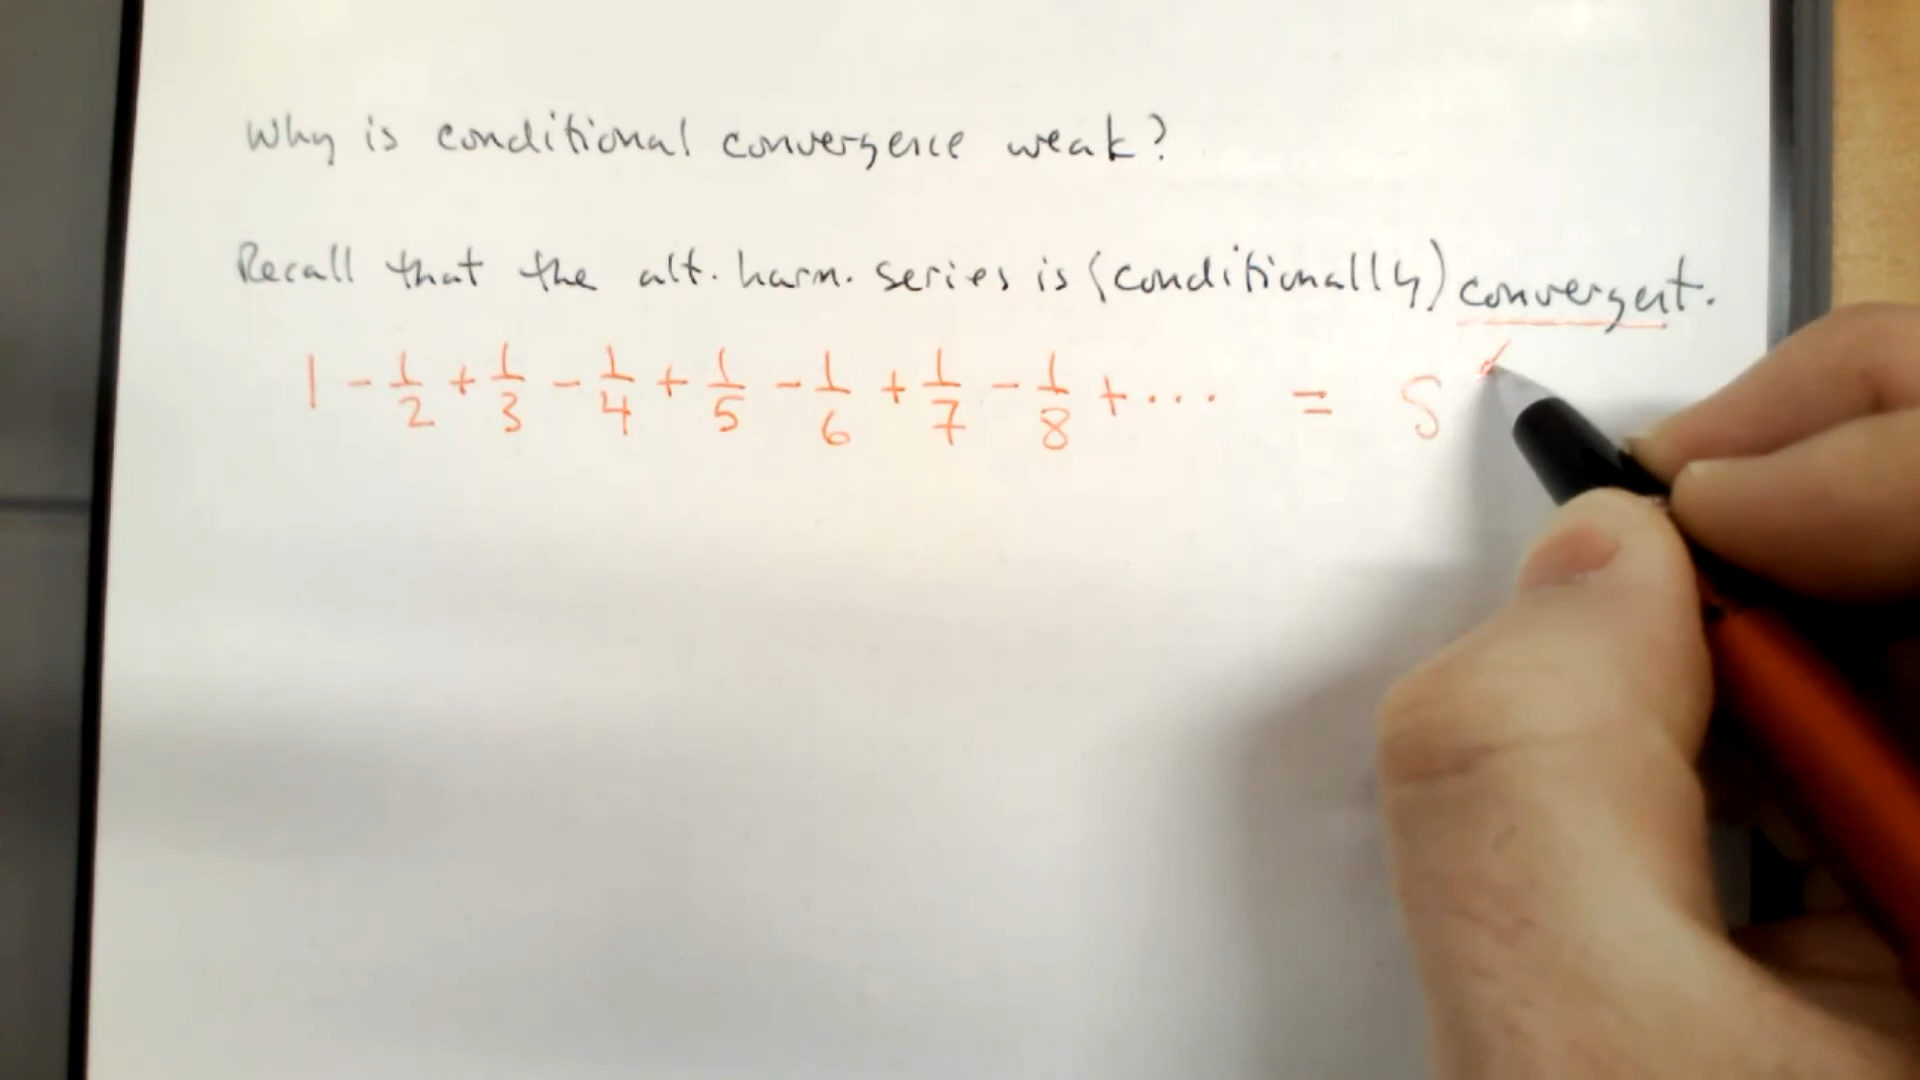 Why is conditional convergence weak?
Recall that the alt. harm. series is (conditionally) convergent.
1 - 1/2 + 1/3 - 1/4 + 1/5 - 1/6 + 1/7 - 1/8 + ... = S